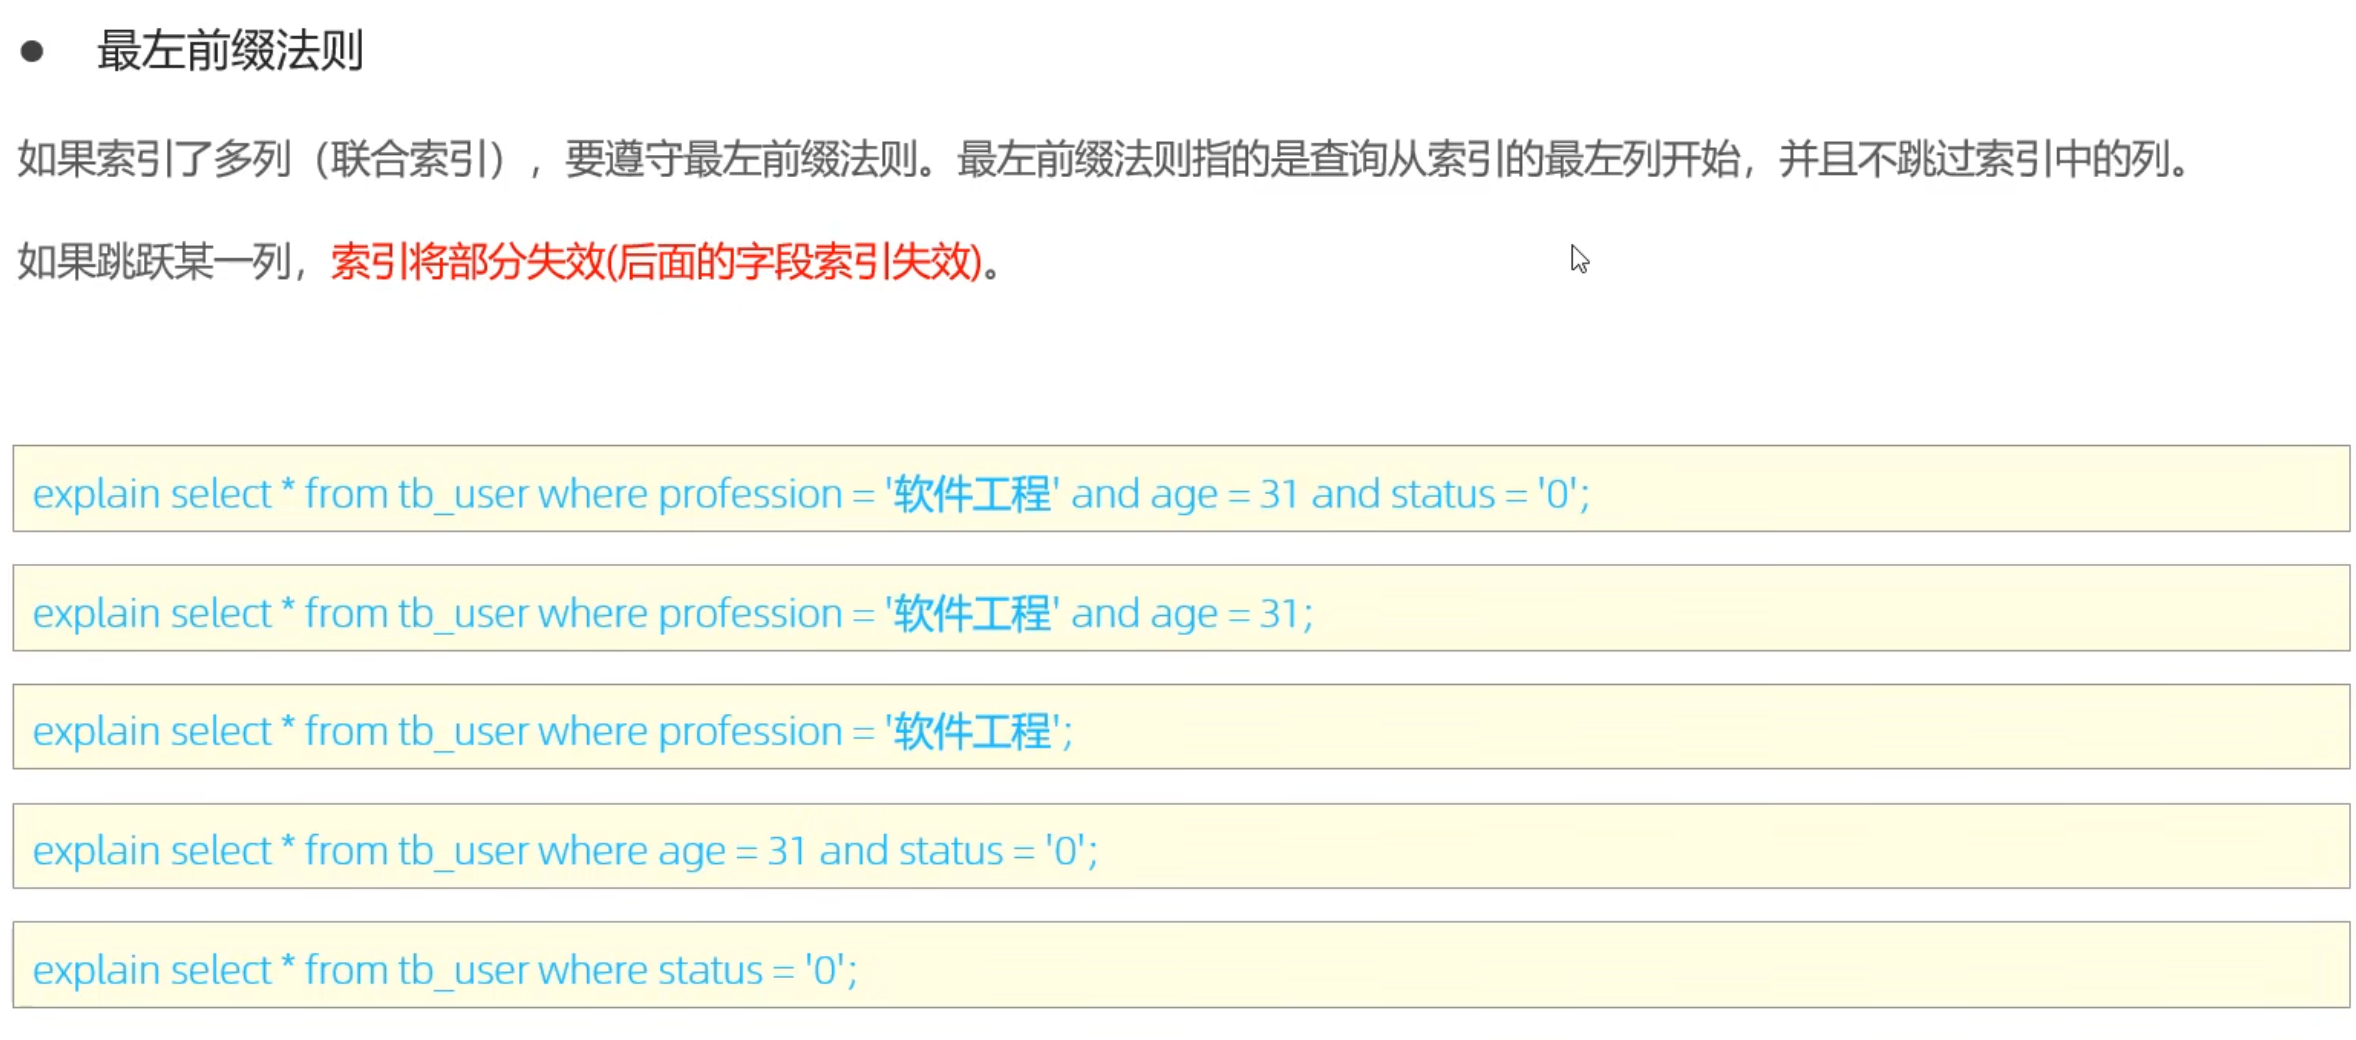 ● 最左前缀法则
如果索引了多列（联合索引），要遵守最左前缀法则。最左前缀法则指的是查询从索引的最左列开始，并且不跳过索引中的列。
如果跳跃某一列，索引将部分失效(后面的字段索引失效)。
explain select * from tb_user where profession = '软件工程' and age = 31 and status = '0';
explain select * from tb_user where profession = '软件工程' and age = 31;
explain select * from tb_user where profession = '软件工程';
explain select * from tb_user where age = 31 and status = '0';
explain select * from tb_user where status = '0';